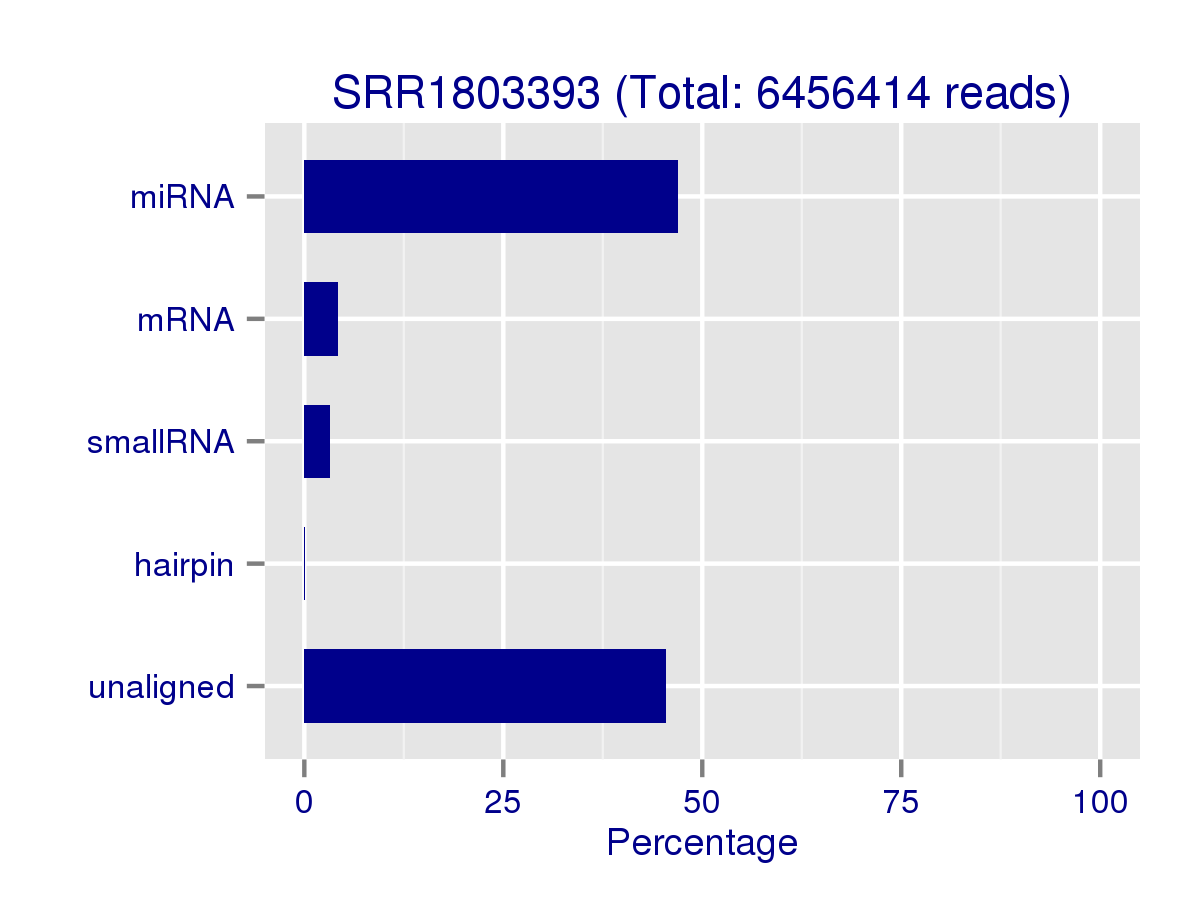 SRR1803393 (Total: 6456414 reads)
miRNA
mRNA
smallRNA
hairpin
unaligned
0 25 50 75 100
Percentage